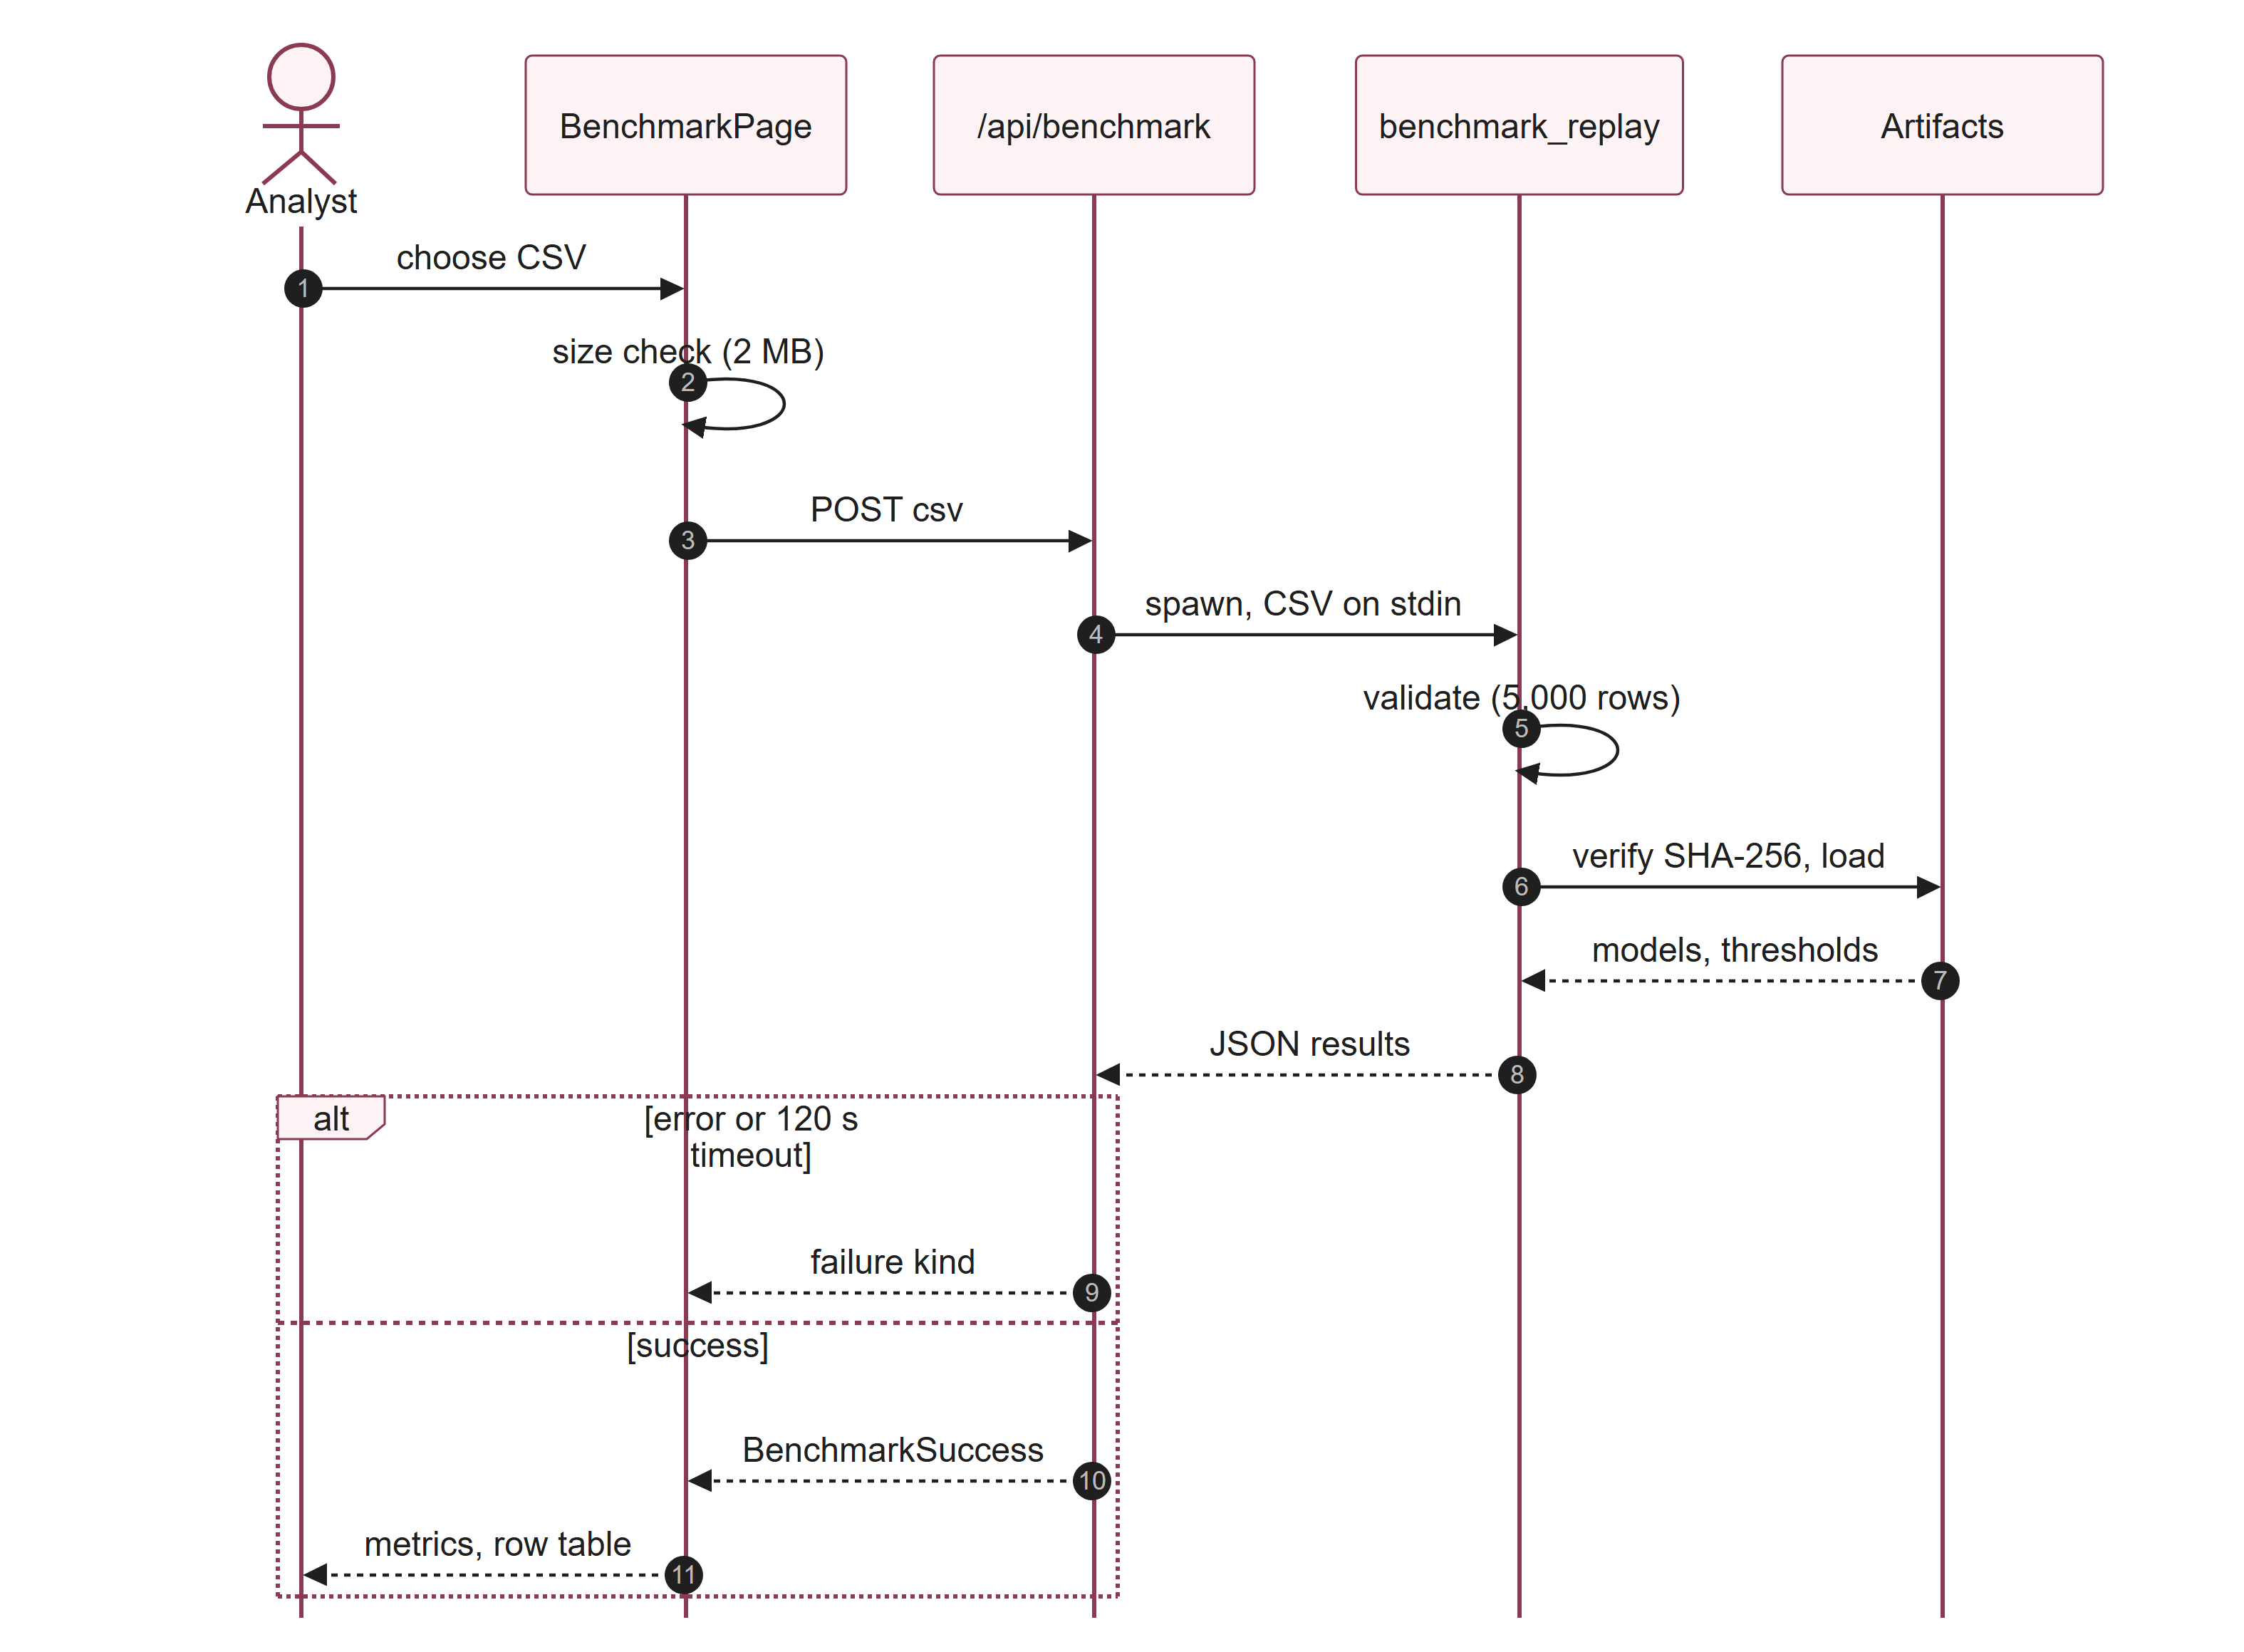 Analyst
BenchmarkPage
/api/benchmark
benchmark_replay
Artifacts
choose CSV
1
size check (2 MB)
2
POST csv
3
spawn, CSV on stdin
4
validate (5,000 rows)
5
verify SHA-256, load
6
models, thresholds
7
JSON results
8
alt
[error or 120 s
timeout]
failure kind
9
[success]
BenchmarkSuccess
10
metrics, row table
11